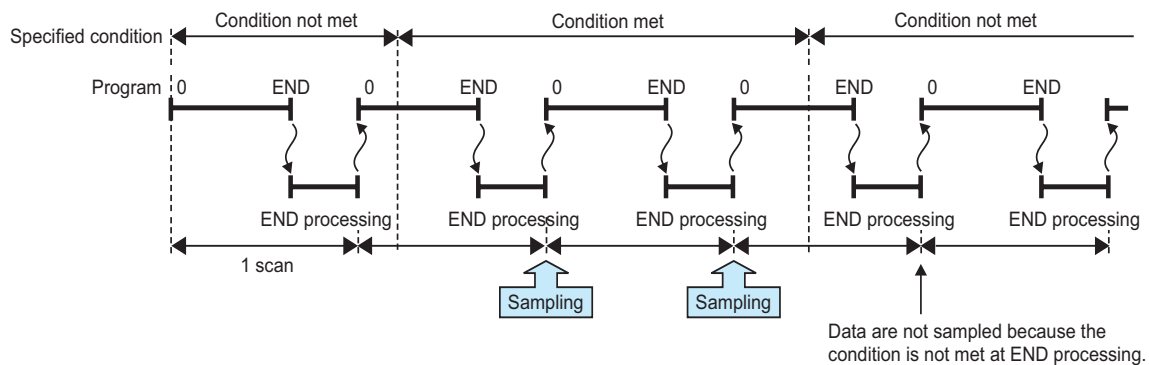 Condition not met Condition met Condition not met
Specified condition
Program 0 END 0 END 0 END 0 END 0 END
END processing END processing END processing END processing END processing
1 scan
Sampling Sampling
Data are not sampled because the
condition is not met at END processing.